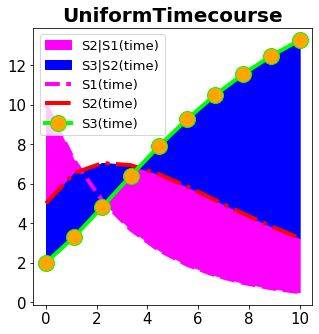 UniformTimecourse
S2|S1(time)
S3|S2(time)
S1(time)
S2(time)
S3(time)
12
10
8
6
4
2
0
0 2 4 6 8 10